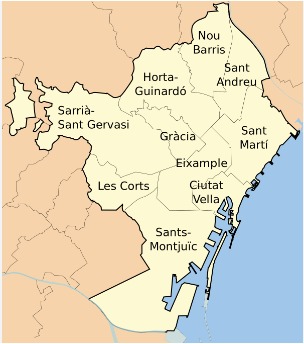 Nou
Barris
Sant
Andreu
Horta-
Guinardó
Sarrià-
Sant Gervasi
Gràcia
Sant
Martí
Eixample
Les Corts
Ciutat
Vella
Sants-
Montjuïc